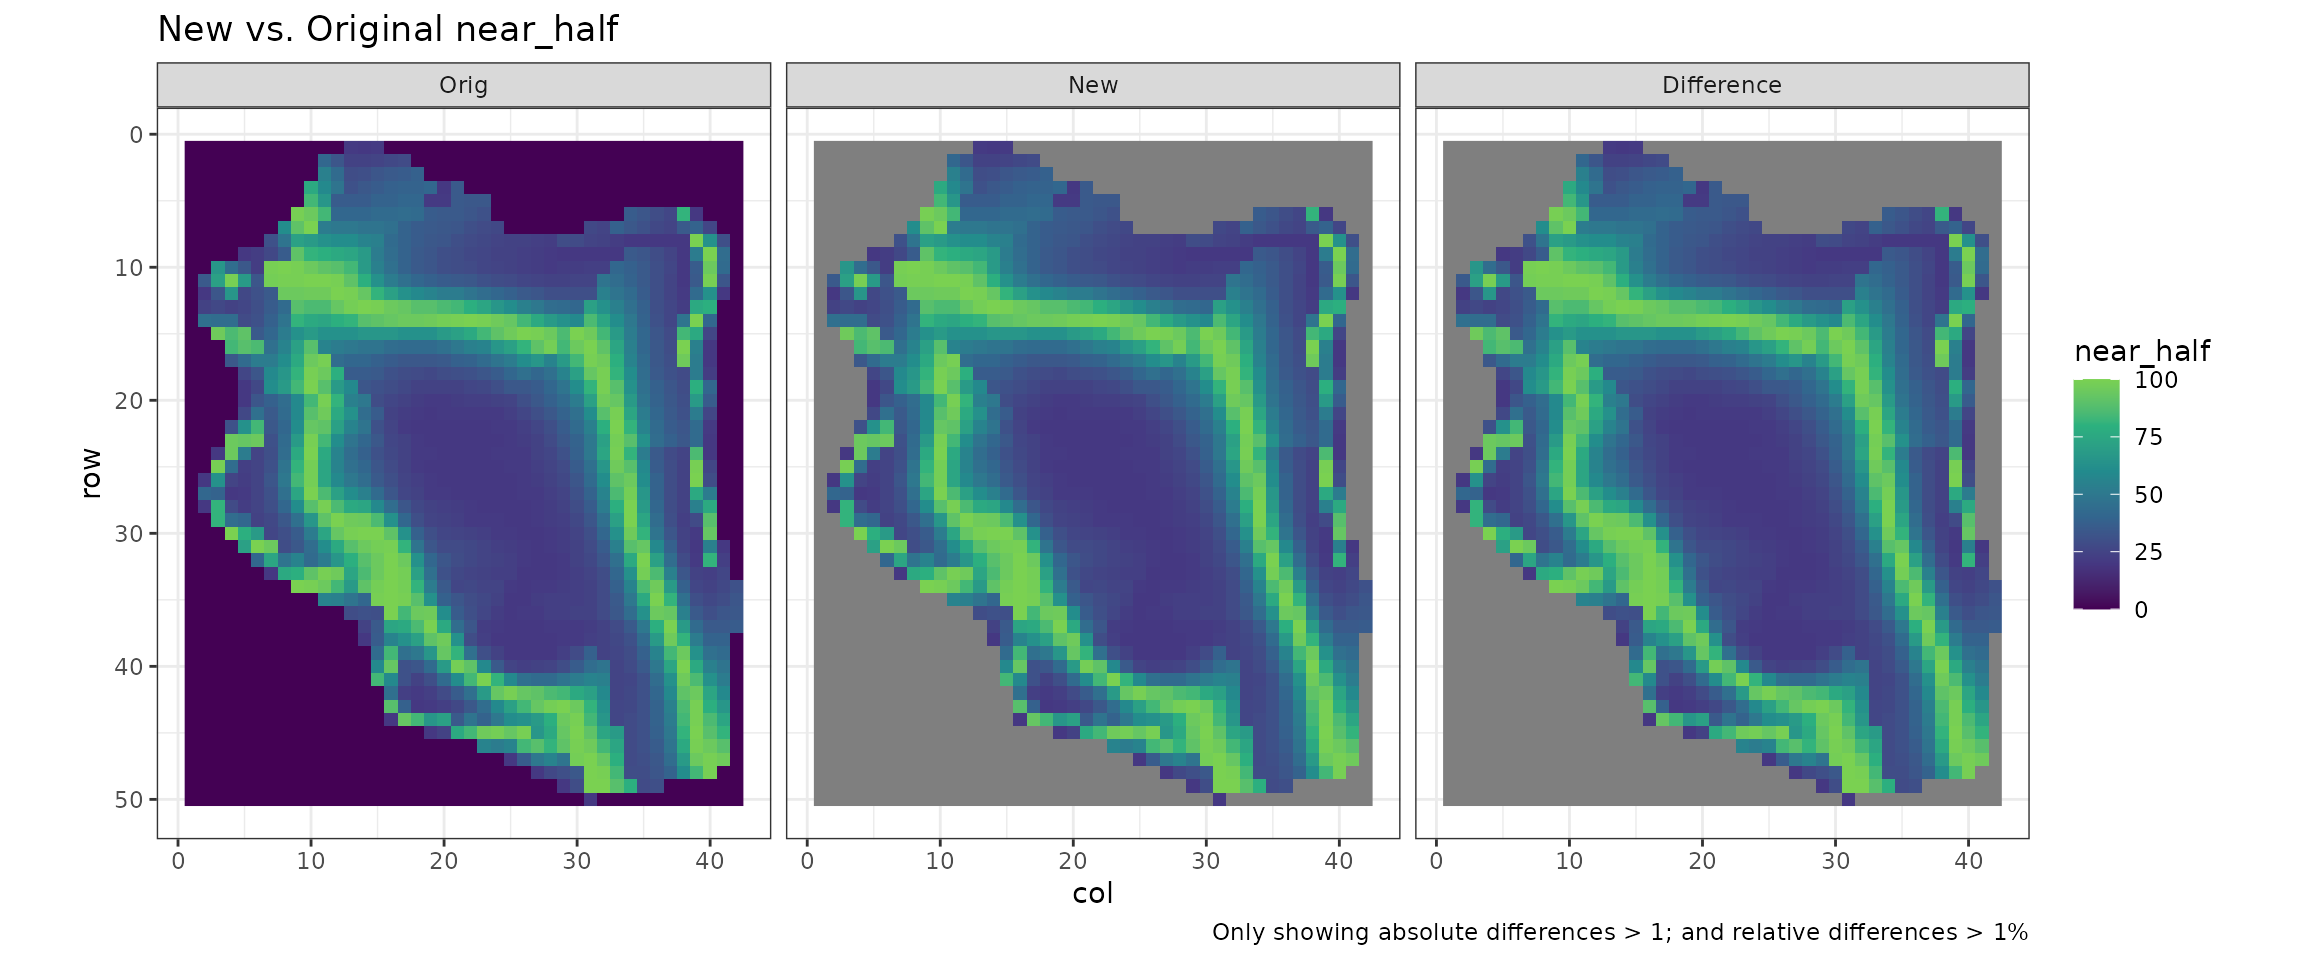 New vs. Original near_half
Orig New Difference
0
10
20
30
40
50
row
0 10 20 30 40 0 10 20 30 40 0 10 20 30 40
col
near_half
100
75
50
25
0
Only showing absolute differences > 1; and relative differences > 1%